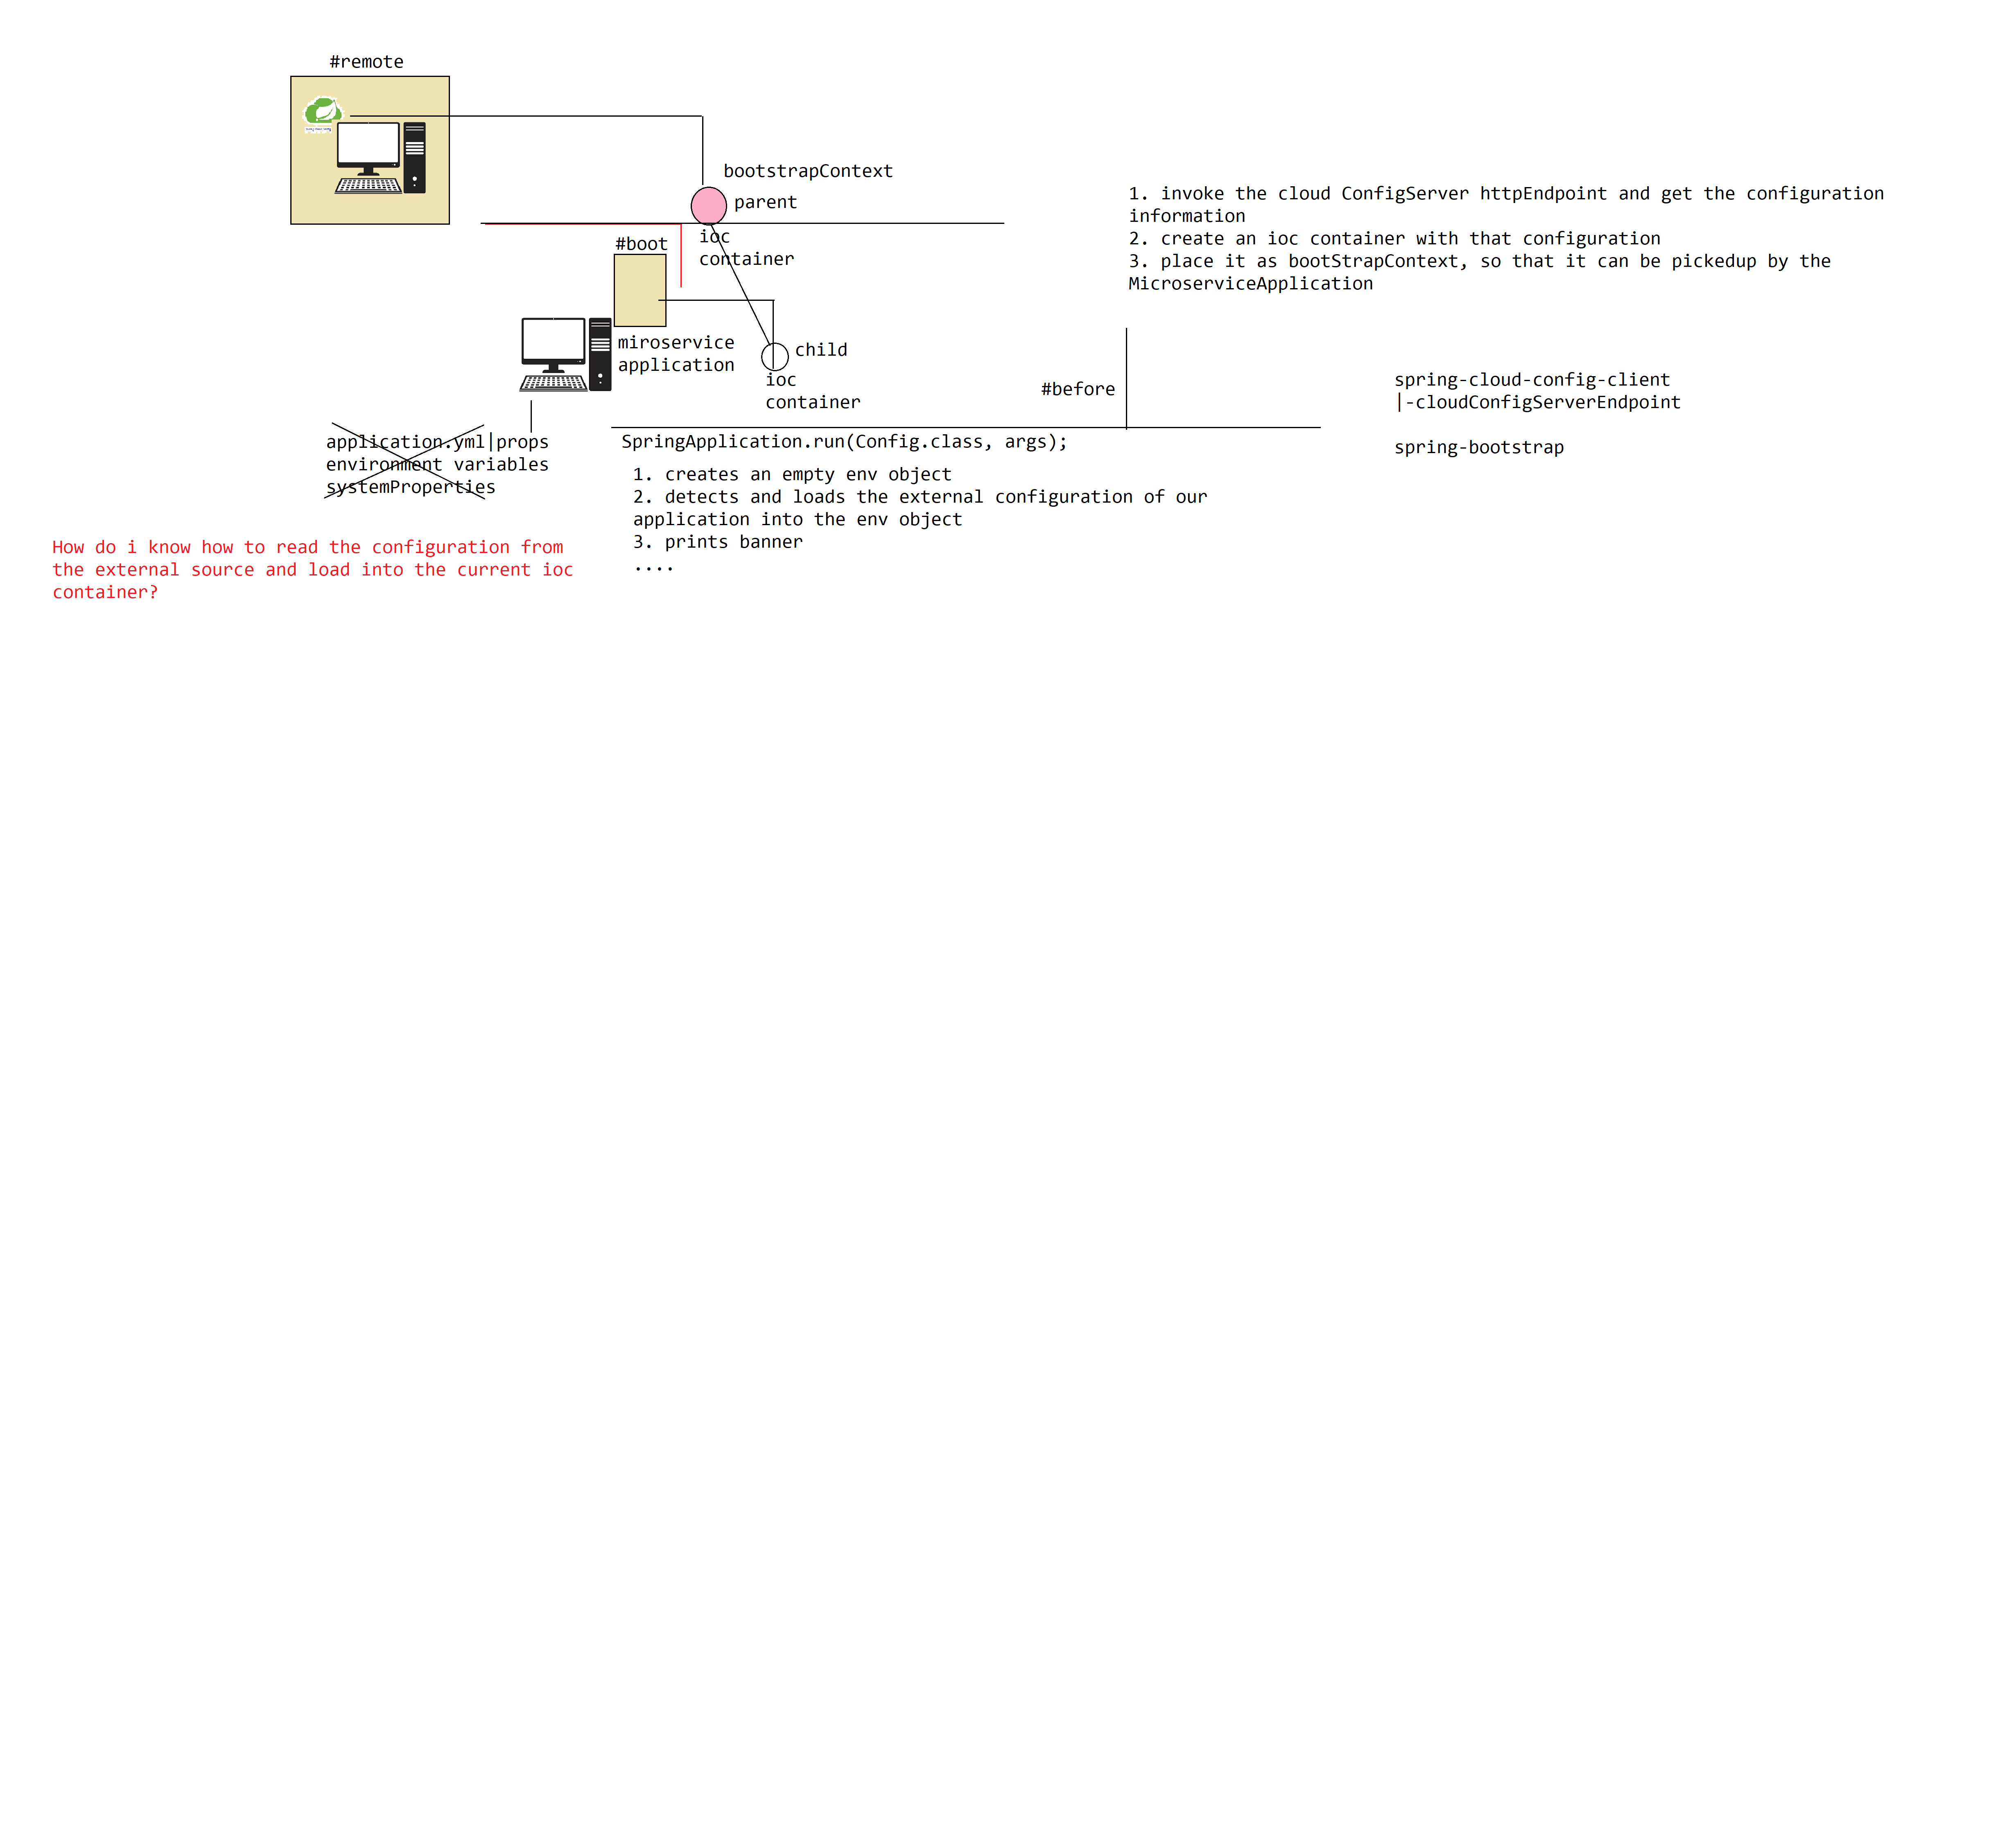 #remote
bootstrapContext
parent
ioc
container
#boot
miroservice
application
child
ioc
container
1. invoke the cloud ConfigServer httpEndpoint and get the configuration
information
2. create an ioc container with that configuration
3. place it as bootStrapContext, so that it can be pickedup by the
MicroserviceApplication
#before
spring-cloud-config-client
|-cloudConfigServerEndpoint
spring-bootstrap
application.yml|props
environment variables
systemProperties
SpringApplication.run(Config.class, args);
1. creates an empty env object
2. detects and loads the external configuration of our
application into the env object
3. prints banner
....
How do i know how to read the configuration from
the external source and load into the current ioc
container?